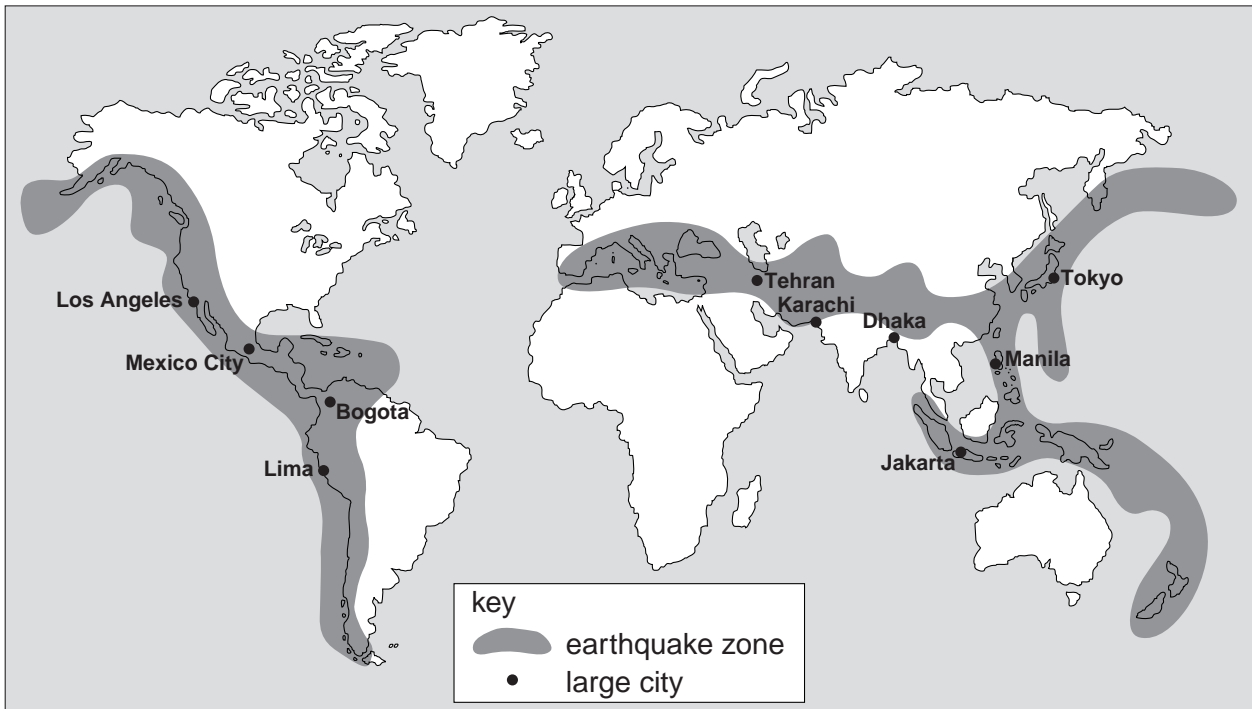 Los Angeles
Mexico City
Bogota
Lima
Tehran
Karachi
Dhaka
Tokyo
Manila
Jakarta
key
earthquake zone
large city